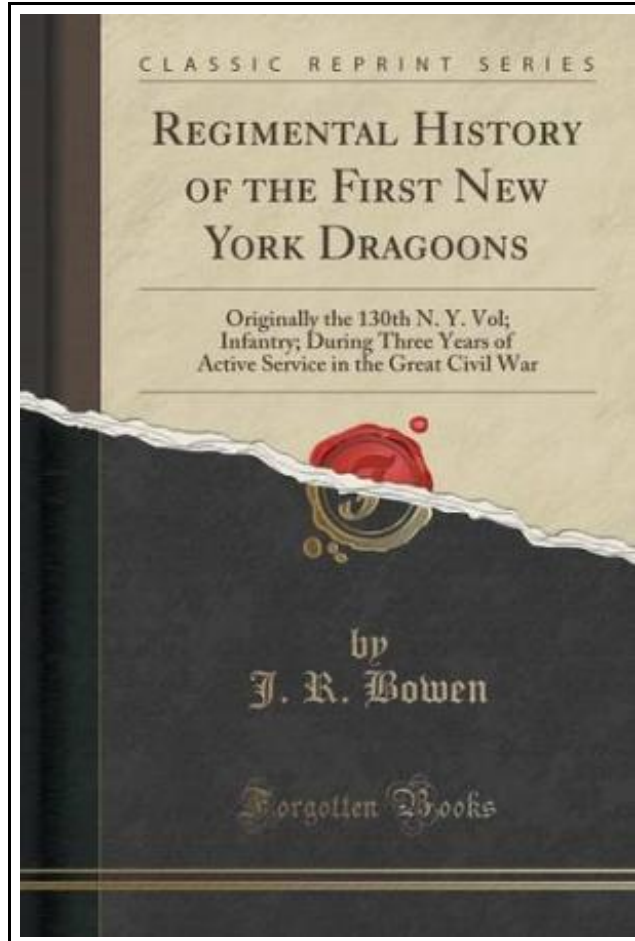 CLASSIC REPRINT SERIES
REGIMENTAL HISTORY
OF THE FIRST NEW
YORK DRAGOONS
Originally the 130th N. Y. Vol;
Infantry; During Three Years of
Active Service in the Great Civil War
F
by
J. R. Bowen
Forgotten Books